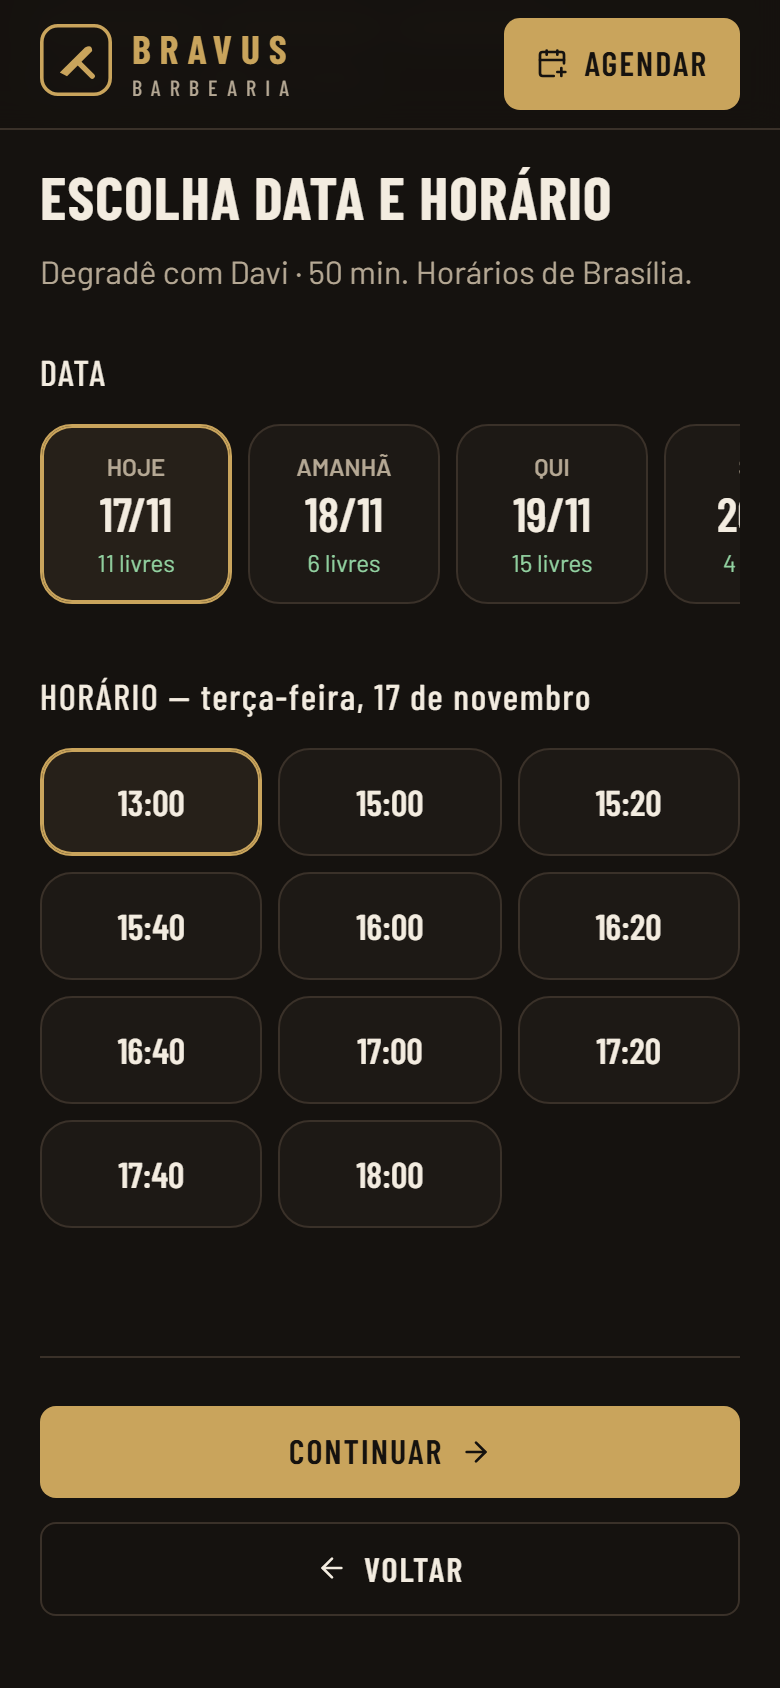 BRAVUS
BARBEARIA
AGENDAR
ESCOLHA DATA E HORÁRIO
Degradê com Davi · 50 min. Horários de Brasília.
DATA
HOJE
17/11
11 livres
AMANHÃ
18/11
6 livres
QUI
19/11
15 livres
4
HORÁRIO — terça-feira, 17 de novembro
13:00
15:00
15:20
15:40
16:00
16:20
16:40
17:00
17:20
17:40
18:00
CONTINUAR
VOLTAR